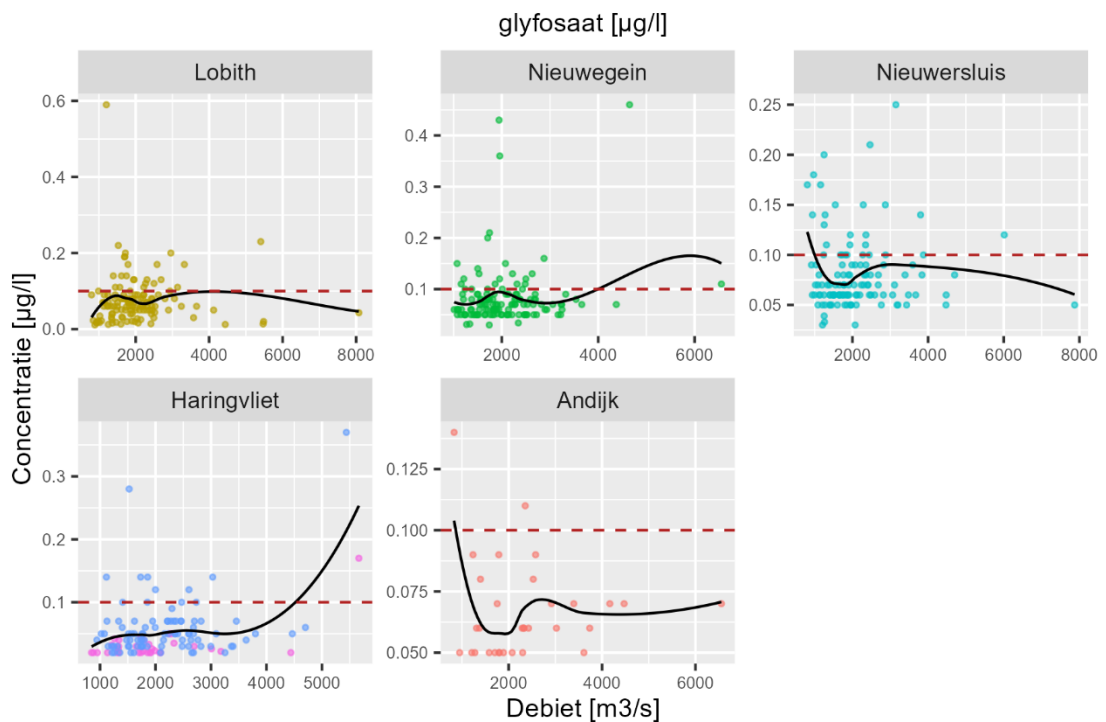 glyfosaat [µg/l]
Lobith
Nieuwegein
Nieuwersluis
0.6
0.4
0.2
0.0
2000 4000 6000 8000
0.4
0.3
0.2
0.1
2000 4000 6000
0.25
0.20
0.15
0.10
0.05
2000 4000 6000 8000
Concentratie [µg/l]
Haringvliet
Andijk
0.3
0.2
0.1
1000 2000 3000 4000 5000
0.125
0.100
0.075
0.050
2000 4000 6000
Debiet [m3/s]